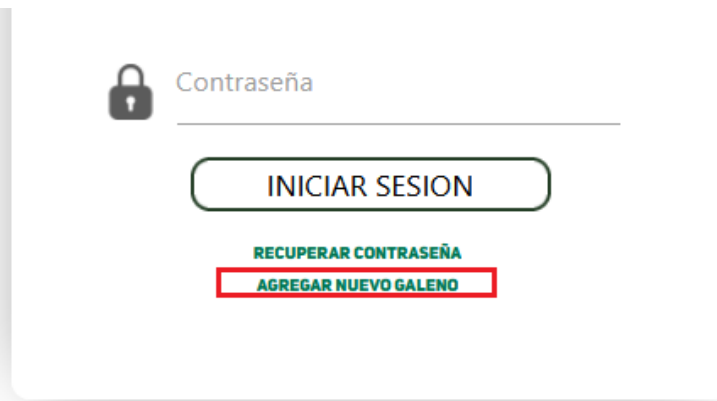 Contraseña
INICIAR SESION
RECUPERAR CONTRASEÑA
AGREGAR NUEVO GALENO